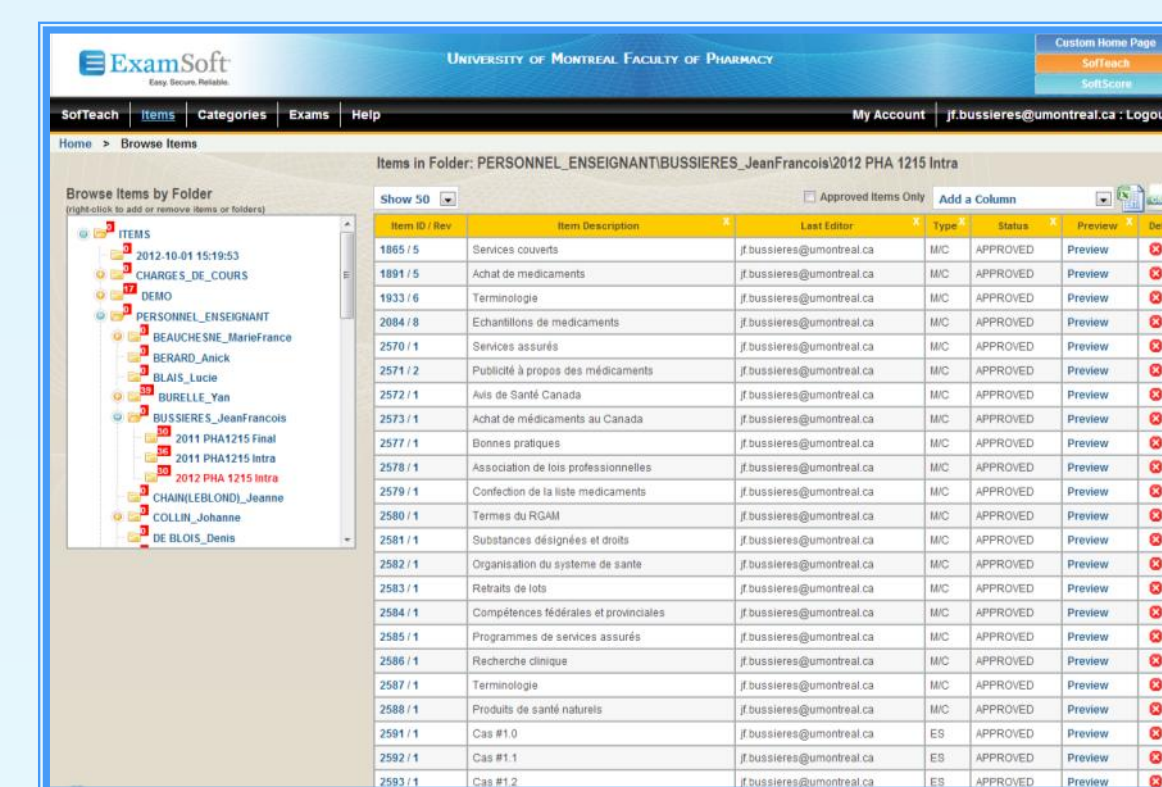 ExamSoft
Easy. Secure. Reliable.
UNIVERSITY OF MONTREAL FACULTY OF PHARMACY
Custom Home Page
SofTeach
SoftScore
SofTeach Items Categories Exams Help My Account jf.bussieres@umontreal.ca : Logou
Home > Browse Items
Items in Folder: PERSONNEL_ENSEIGNANT\BUSSIERES_JeanFrancois\2012 PHA 1215 Intra
Browse Items by Folder
(right-click to add or remove items or folders)
Show 50 Approved Items Only Add a Column
0 ITEMS
0 2012-10-01 15:19:53
0 CHARGES_DE_COURS
17 DEMO
0 PERSONNEL_ENSEIGNANT
0 BEAUCHESNE_MarieFrance
0 BERARD_Anick
0 BLAIS_Lucie
39 BURELLE_Yan
0 BUSSIERES_JeanFrancois
30 2011 PHA1215 Final
36 2011 PHA1215 Intra
30 2012 PHA 1215 Intra
0 CHAIN(LEBLOND)_Jeanne
0 COLLIN_Johanne
0 DE BLOIS_Denis
Item ID / Rev Item Description X Last Editor X Type X Status X Preview X Del
1865 / 5 Services couverts jf.bussieres@umontreal.ca M/C APPROVED Preview
1891 / 5 Achat de medicaments jf.bussieres@umontreal.ca M/C APPROVED Preview
1933 / 6 Terminologie jf.bussieres@umontreal.ca M/C APPROVED Preview
2084 / 8 Echantillons de medicaments jf.bussieres@umontreal.ca M/C APPROVED Preview
2570 / 1 Services assurés jf.bussieres@umontreal.ca M/C APPROVED Preview
2571 / 2 Publicité à propos des médicaments jf.bussieres@umontreal.ca M/C APPROVED Preview
2572 / 1 Avis de Santé Canada jf.bussieres@umontreal.ca M/C APPROVED Preview
2573 / 1 Achat de médicaments au Canada jf.bussieres@umontreal.ca M/C APPROVED Preview
2577 / 1 Bonnes pratiques jf.bussieres@umontreal.ca M/C APPROVED Preview
2578 / 1 Association de lois professionnelles jf.bussieres@umontreal.ca M/C APPROVED Preview
2579 / 1 Confection de la liste medicaments jf.bussieres@umontreal.ca M/C APPROVED Preview
2580 / 1 Termes du RGAM jf.bussieres@umontreal.ca M/C APPROVED Preview
2581 / 1 Substances désignées et droits jf.bussieres@umontreal.ca M/C APPROVED Preview
2582 / 1 Organisation du systeme de sante jf.bussieres@umontreal.ca M/C APPROVED Preview
2583 / 1 Retraits de lots jf.bussieres@umontreal.ca M/C APPROVED Preview
2584 / 1 Compétences fédérales et provinciales jf.bussieres@umontreal.ca M/C APPROVED Preview
2585 / 1 Programmes de services assurés jf.bussieres@umontreal.ca M/C APPROVED Preview
2586 / 1 Recherche clinique jf.bussieres@umontreal.ca M/C APPROVED Preview
2587 / 1 Terminologie jf.bussieres@umontreal.ca M/C APPROVED Preview
2588 / 1 Produits de santé naturels jf.bussieres@umontreal.ca M/C APPROVED Preview
2591 / 1 Cas #1.0 jf.bussieres@umontreal.ca ES APPROVED Preview
2592 / 1 Cas #1.1 jf.bussieres@umontreal.ca ES APPROVED Preview
2593 / 1 Cas #1.2 jf.bussieres@umontreal.ca ES APPROVED Preview